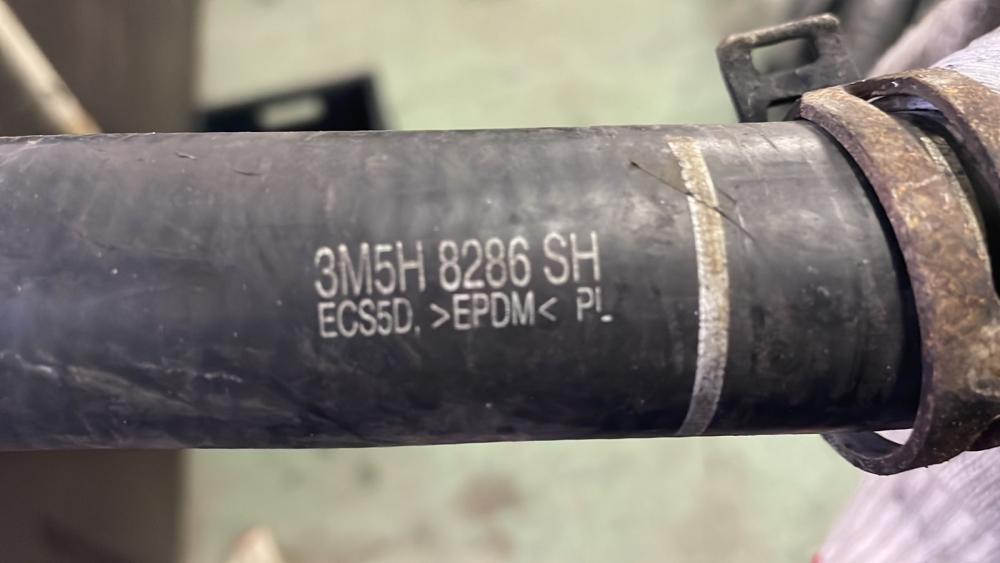 3M5H 8286 SH
ECS5D. >EPDM< PL